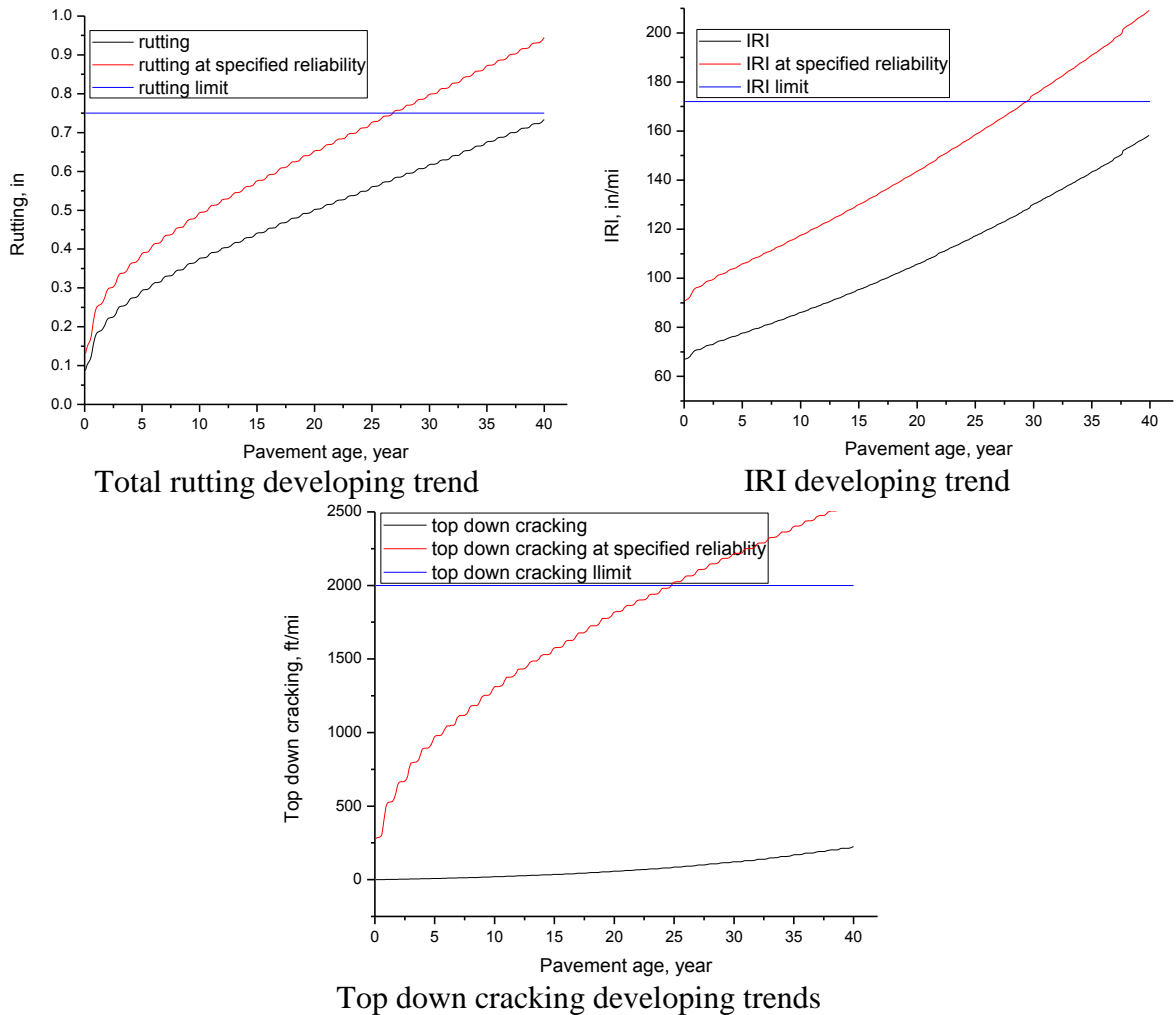 rutting
rutting at specified reliability
rutting limit
1.0
0.9
0.8
0.7
0.6
0.5
0.4
0.3
0.2
0.1
0.0
Rutting, in
0 5 10 15 20 25 30 35 40
Pavement age, year
Total rutting developing trend
IRI
IRI at specified reliability
IRI limit
200
180
160
140
120
100
80
60
IRI, in/mi
0 5 10 15 20 25 30 35 40
Pavement age, year
IRI developing trend
top down cracking
top down cracking at specified reliablity
top down cracking llimit
2500
2000
1500
1000
500
0
Top down cracking, ft/mi
0 5 10 15 20 25 30 35 40
Pavement age, year
Top down cracking developing trends